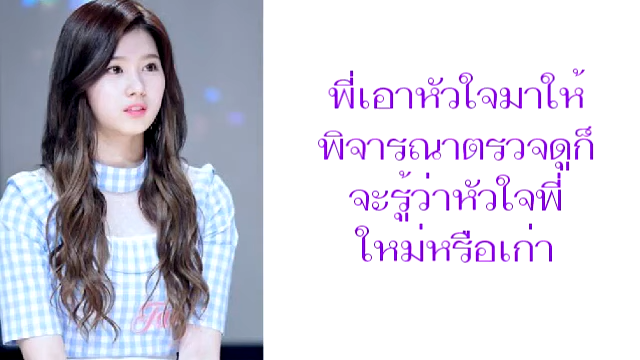 พี่เอาหัวใจมาให้
พิจารณาตรวจดูก็
จะรู้ว่าหัวใจพี่
ใหม่หรือเก่า